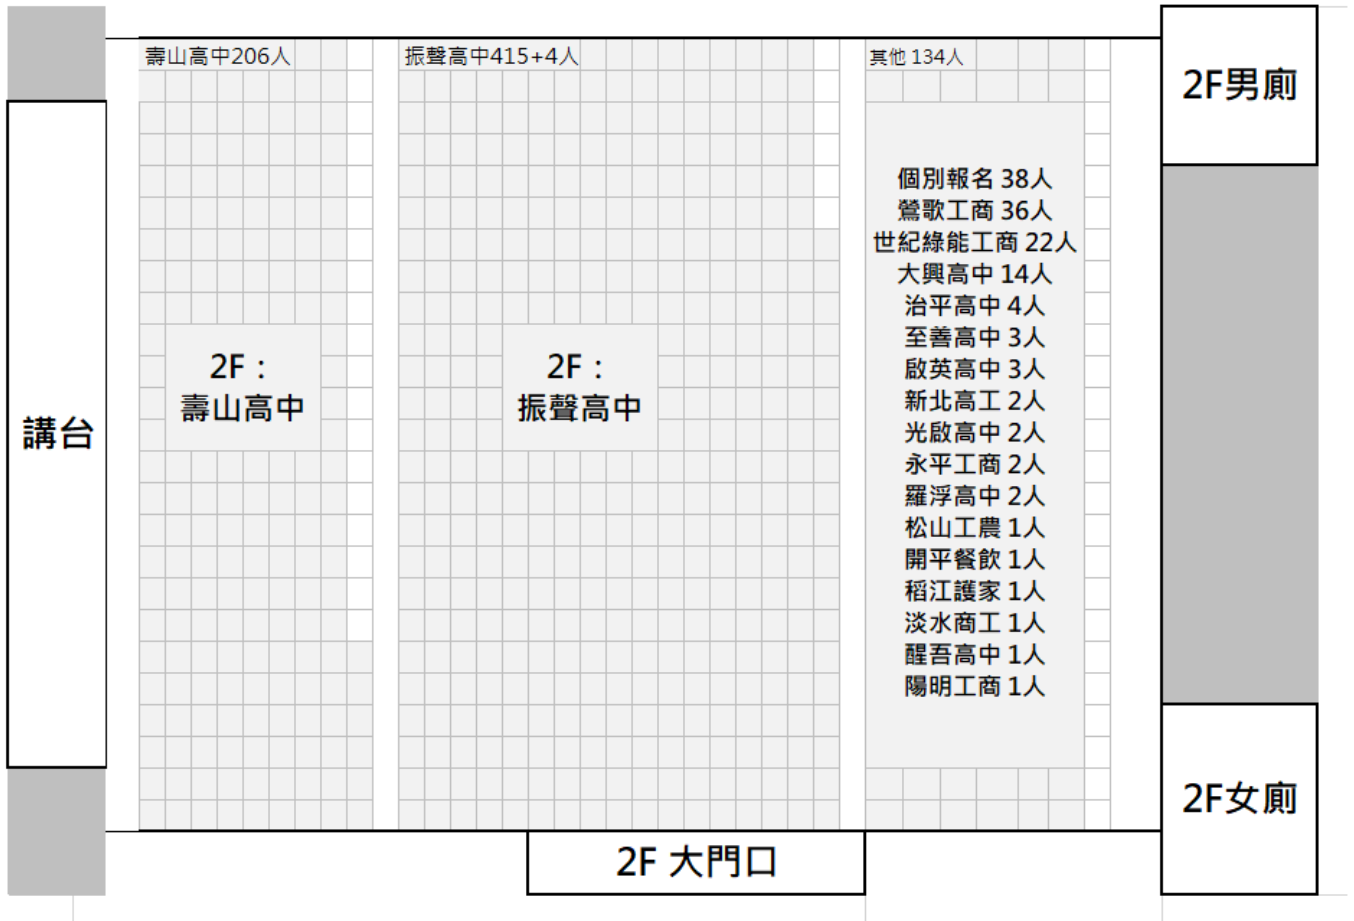 壽山高中206人
振聲高中415+4人
其他 134人
2F男廁
個別報名 38人
鶯歌工商 36人
世紀綠能工商 22人
大興高中 14人
治平高中 4人
至善高中 3人
啟英高中 3人
新北高工 2人
光啟高中 2人
永平工商 2人
羅浮高中 2人
松山工農 1人
開平餐飲 1人
稻江護家 1人
淡水商工 1人
醒吾高中 1人
陽明工商 1人
2F：
壽山高中
2F：
振聲高中
講台
2F女廁
2F 大門口